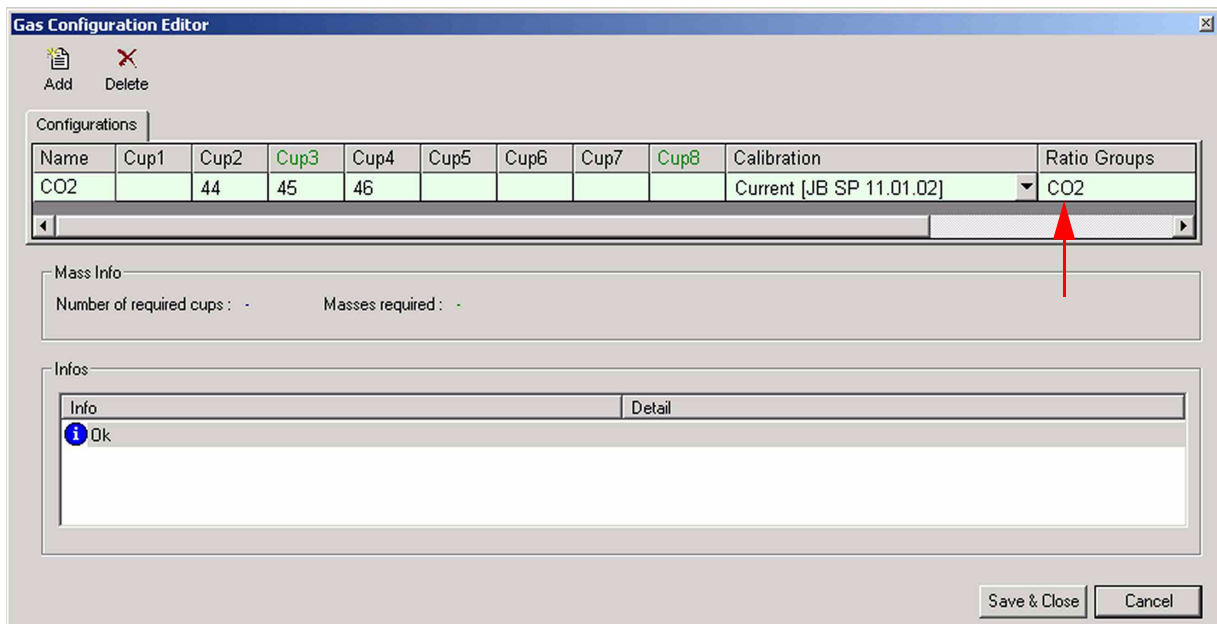 Gas Configuration Editor
Add Delete
Configurations
Name Cup1 Cup2 Cup3 Cup4 Cup5 Cup6 Cup7 Cup8 Calibration Ratio Groups
CO2 44 45 46 Current [JB SP 11.01.02] CO2
Mass Info
Number of required cups : - Masses required : -
Infos
Info Detail
i Ok
Save & Close Cancel